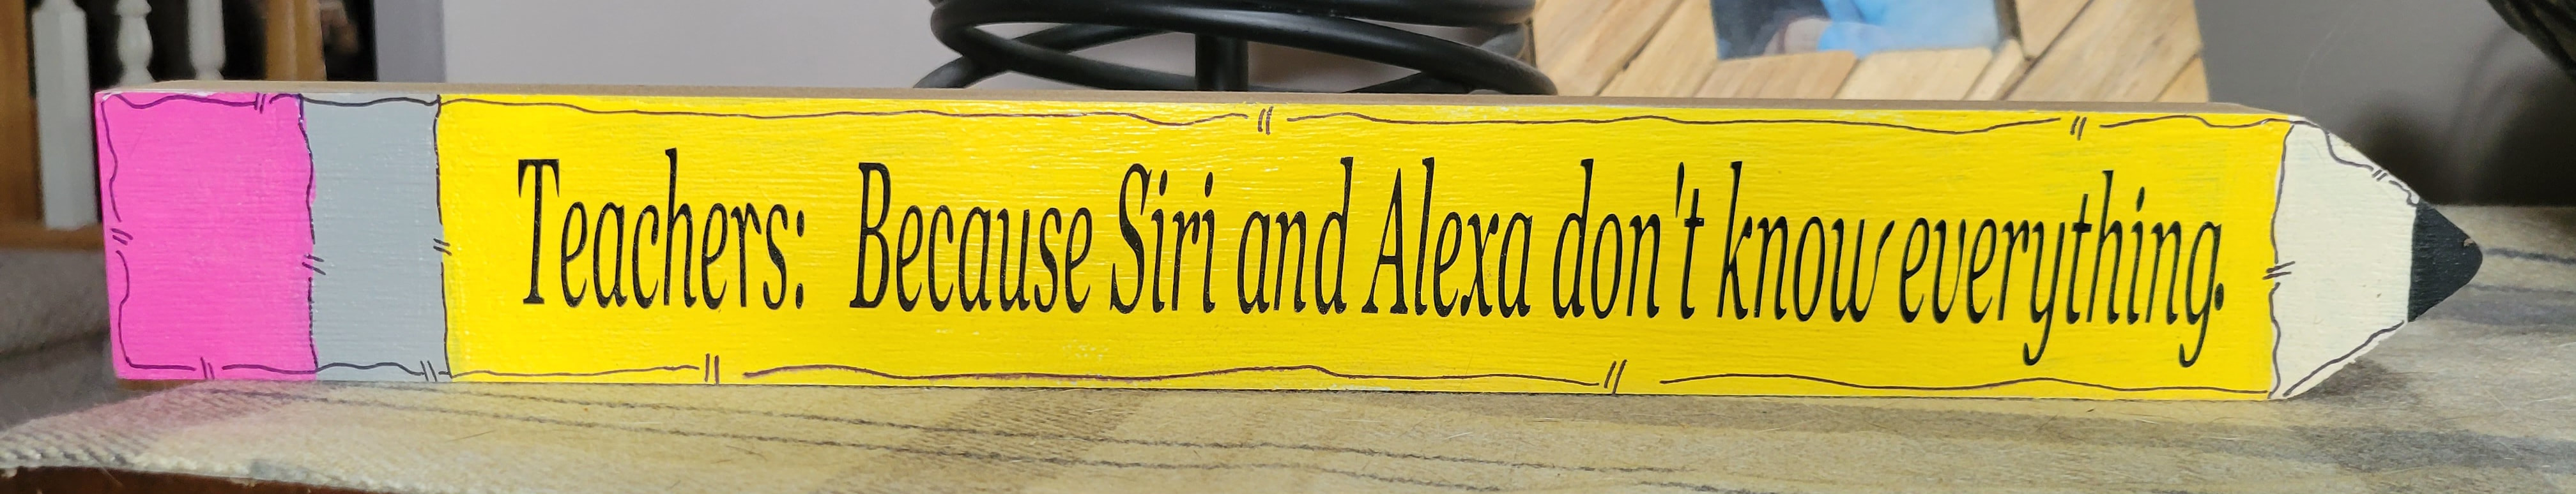 Teachers: Because Siri and Alexa don't know everything.